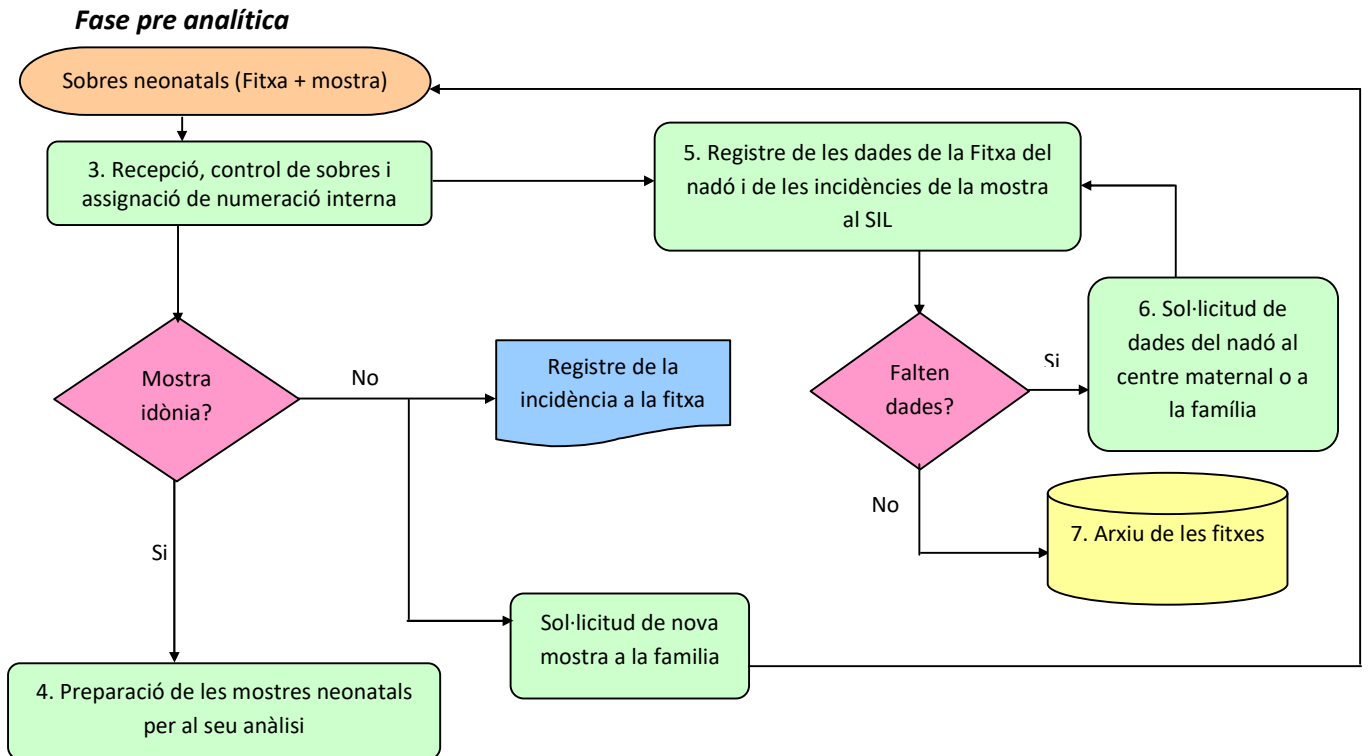 Fase pre analítica
Sobres neonatals (Fitxa + mostra)
3. Recepció, control de sobres i
assignació de numeració interna
5. Registre de les dades de la Fitxa del
nadó i de les incidències de la mostra
al SIL
6. Sol·licitud de
dades del nadó al
centre maternal o a
la família
Mostra
idònia?
No
Registre de la
incidència a la fitxa
Falten
dades?
Si
No
7. Arxiu de les fitxes
Si
Sol·licitud de nova
mostra a la familia
4. Preparació de les mostres neonatals
per al seu anàlisi